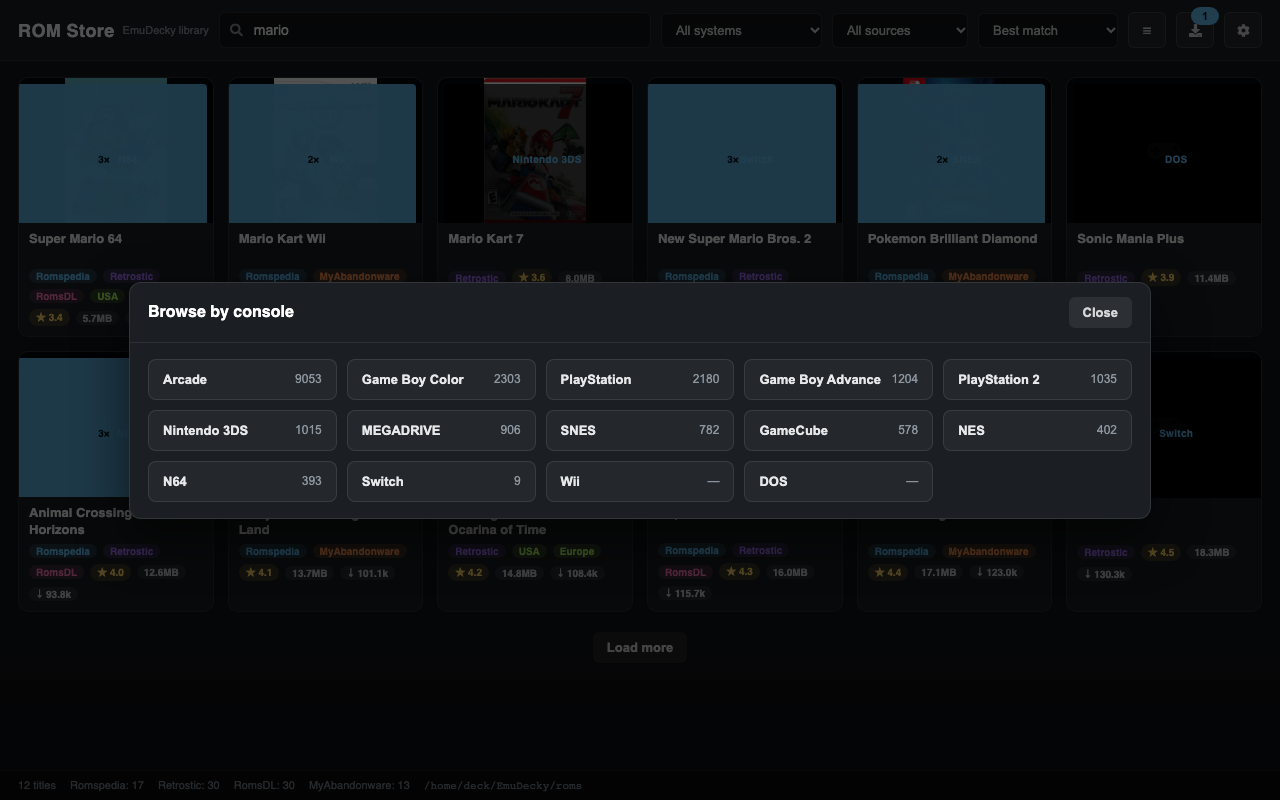 ROM Store EmuDecky library mario All systems All sources Best match ≡ 1
3x 2x MARIOKART 7 Nintendo 3DS 3x 2x DOS
Super Mario 64 Mario Kart Wii Mario Kart 7 New Super Mario Bros. 2 Pokemon Brilliant Diamond Sonic Mania Plus
Romspedia Retrostic Romspedia MyAbandonware Retrostic ★ 3.6 8.0MB Romspedia Retrostic Romspedia MyAbandonware Retrostic ★ 3.9 11.4MB
RomsDL USA
★ 3.4 5.7MB
Browse by console Close
Arcade 9053 Game Boy Color 2303 PlayStation 2180 Game Boy Advance 1204 PlayStation 2 1035
Nintendo 3DS 1015 MEGADRIVE 906 SNES 782 GameCube 578 NES 402
N64 393 Switch 9 Wii — DOS —
3x Switch
Animal Crossing
Horizons Land Ocarina of Time
Romspedia Retrostic Romspedia MyAbandonware Retrostic USA Europe Romspedia Retrostic Romspedia MyAbandonware Retrostic ★ 4.5 18.3MB
RomsDL ★ 4.0 12.6MB ★ 4.1 13.7MB ↓ 101.1k ★ 4.2 14.8MB ↓ 108.4k RomsDL ★ 4.3 16.0MB ★ 4.4 17.1MB ↓ 123.0k ↓ 130.3k
↓ 93.8k ↓ 115.7k
Load more
12 titles Romspedia: 17 Retrostic: 30 RomsDL: 30 MyAbandonware: 13 /home/deck/EmuDecky/roms